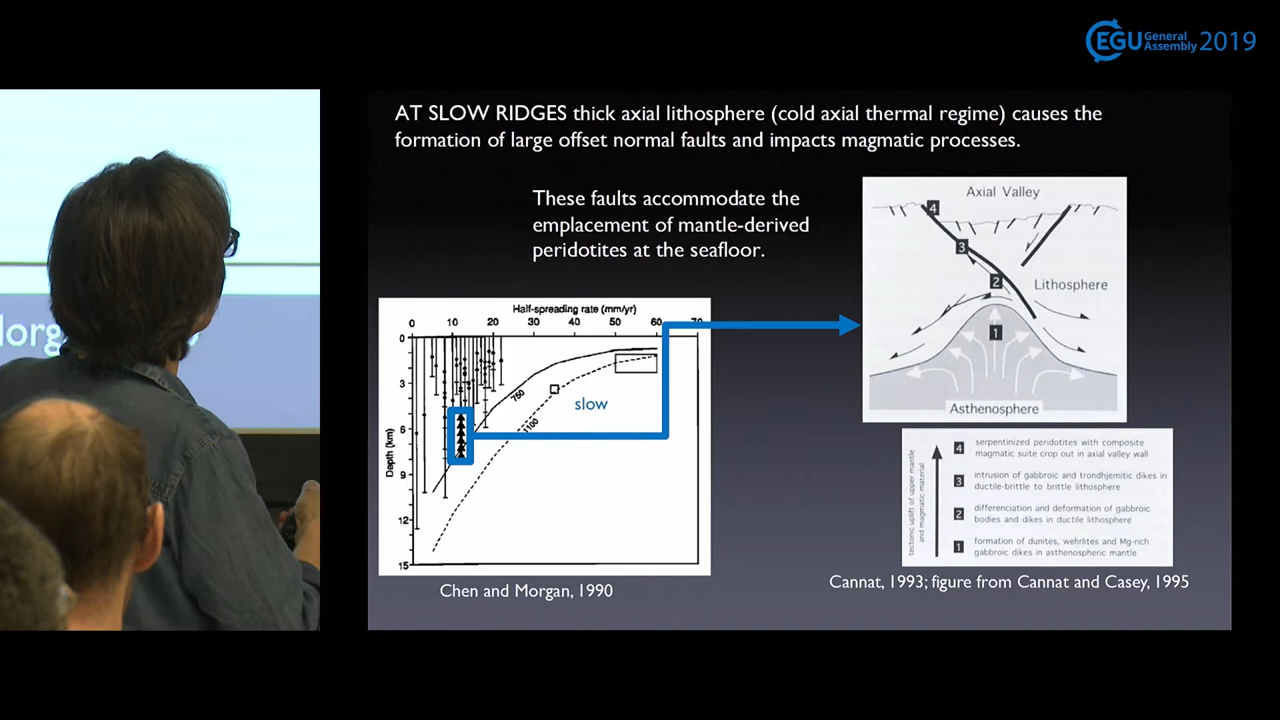 EGU General Assembly 2019
AT SLOW RIDGES thick axial lithosphere (cold axial thermal regime) causes the
formation of large offset normal faults and impacts magmatic processes.
These faults accommodate the
emplacement of mantle-derived
peridotites at the seafloor.
Half-spreading rate (mm/yr)
0 10 20 30 40 50 60 70
0
3
6
9
12
15
Depth (km)
750
1100
slow
Chen and Morgan, 1990
Axial Valley
4
3
2
Lithosphere
1
Asthenosphere
tectonic uplift of upper mantle
and magmatic material
4 serpentinized peridotites with composite
magmatic suite crop out in axial valley wall
3 intrusion of gabbroic and trondhjemitic dikes in
ductile-brittle to brittle lithosphere
2 differenciation and deformation of gabbroic
bodies and dikes in ductile lithosphere
1 formation of dunites, wehrlites and Mg-rich
gabbroic dikes in asthenospheric mantle
Cannat, 1993; figure from Cannat and Casey, 1995